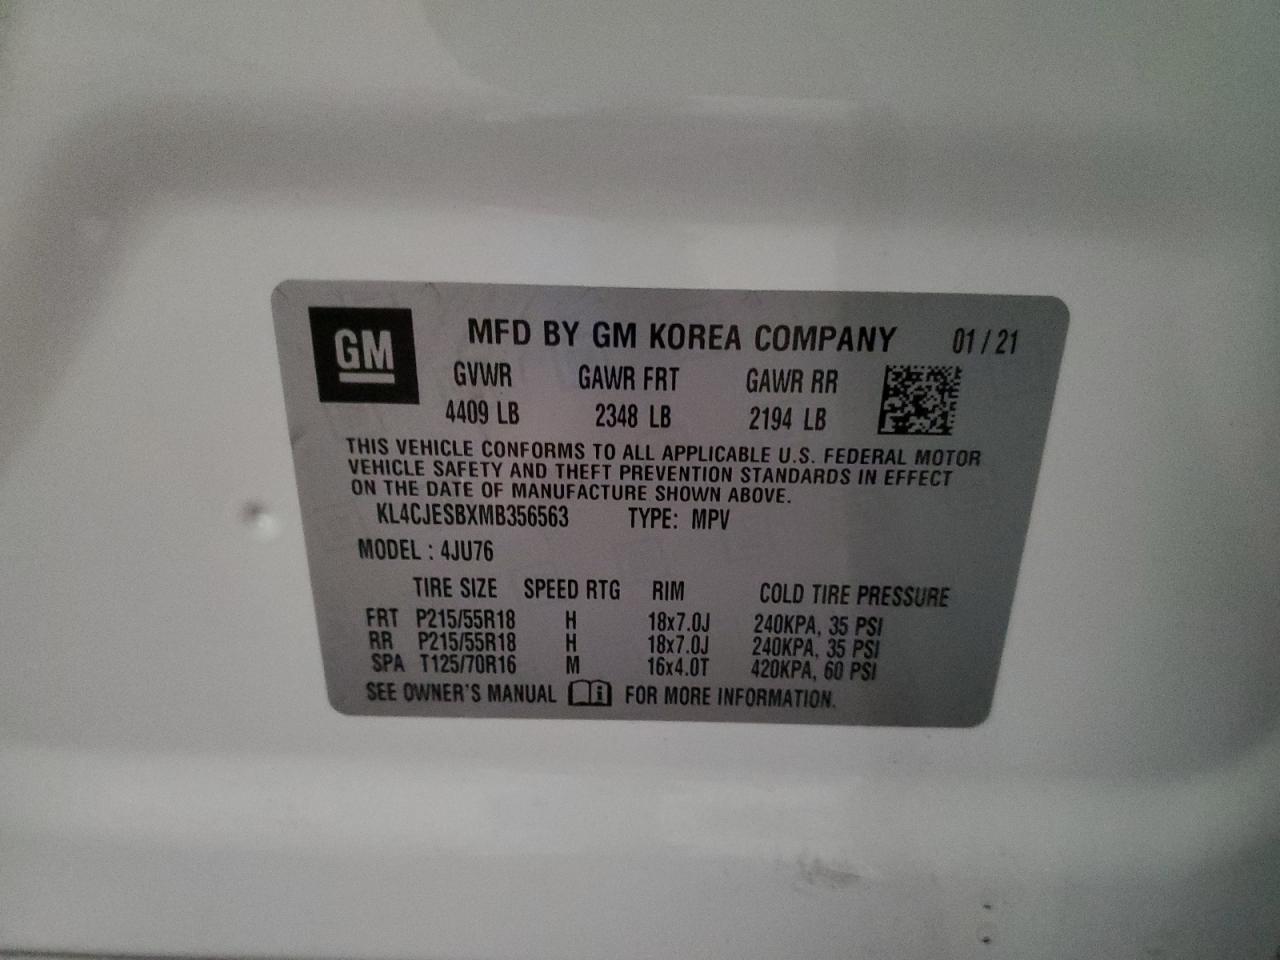 GM
MFD BY GM KOREA COMPANY 01 / 21
GVWR GAWR FRT GAWR RR
4409 LB 2348 LB 2194 LB
THIS VEHICLE CONFORMS TO ALL APPLICABLE U.S. FEDERAL MOTOR
VEHICLE SAFETY AND THEFT PREVENTION STANDARDS IN EFFECT
ON THE DATE OF MANUFACTURE SHOWN ABOVE.
KL4CJESBXMB356563 TYPE: MPV
MODEL : 4JU76
TIRE SIZE SPEED RTG RIM COLD TIRE PRESSURE
FRT P215/55R18 H 18x7.0J 240KPA, 35 PSI
RR P215/55R18 H 18x7.0J 240KPA, 35 PSI
SPA T125/70R16 M 16x4.0T 420KPA, 60 PSI
SEE OWNER'S MANUAL i FOR MORE INFORMATION.